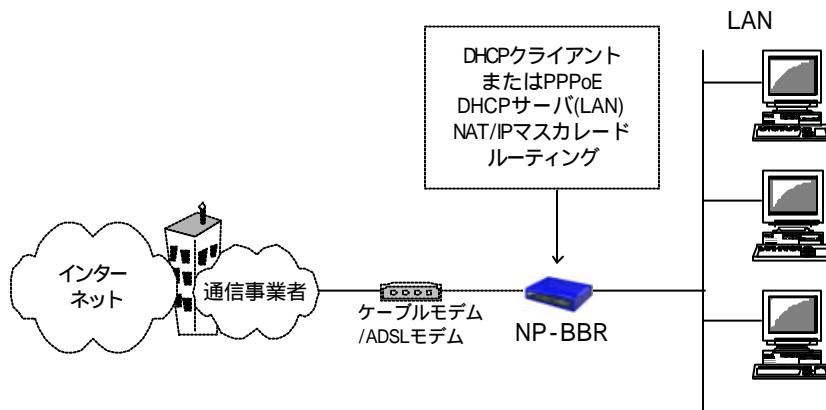 LAN
DHCPクライアント
またはPPPoE
DHCPサーバ(LAN)
NAT/IPマスカレード
ルーティング
インター
ネット
通信事業者
ケーブルモデム
/ADSLモデム
NP-BBR